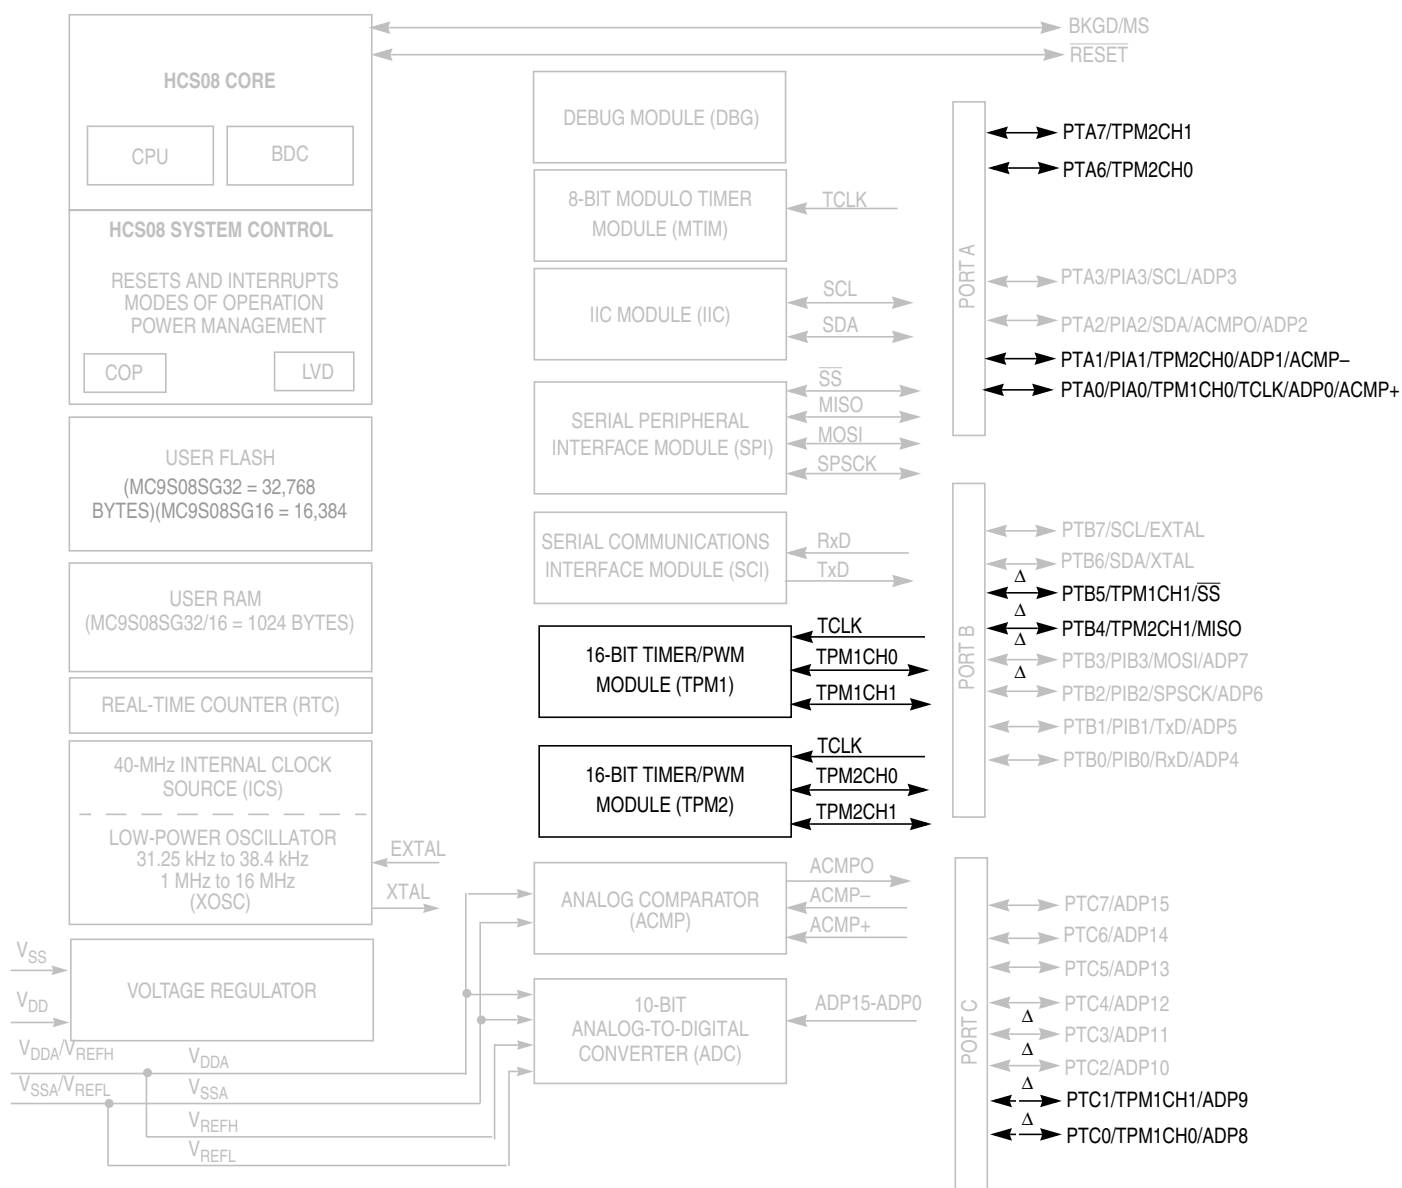 BKGD/MS
RESET
HCS08 CORE
CPU
BDC
HCS08 SYSTEM CONTROL
RESETS AND INTERRUPTS
MODES OF OPERATION
POWER MANAGEMENT
COP
LVD
USER FLASH
(MC9S08SG32 = 32,768
BYTES)(MC9S08SG16 = 16,384
USER RAM
(MC9S08SG32/16 = 1024 BYTES)
REAL-TIME COUNTER (RTC)
40-MHz INTERNAL CLOCK
SOURCE (ICS)
LOW-POWER OSCILLATOR
31.25 kHz to 38.4 kHz
1 MHz to 16 MHz
(XOSC)
EXTAL
XTAL
VSS
VDD
VOLTAGE REGULATOR
VDDA/VREFH
VSSA/VREFL
VDDA
VSSA
VREFH
VREFL
DEBUG MODULE (DBG)
8-BIT MODULO TIMER
MODULE (MTIM)
TCLK
IIC MODULE (IIC)
SCL
SDA
SERIAL PERIPHERAL
INTERFACE MODULE (SPI)
SS
MISO
MOSI
SPSCK
SERIAL COMMUNICATIONS
INTERFACE MODULE (SCI)
RxD
TxD
16-BIT TIMER/PWM
MODULE (TPM1)
TCLK
TPM1CH0
TPM1CH1
16-BIT TIMER/PWM
MODULE (TPM2)
TCLK
TPM2CH0
TPM2CH1
ANALOG COMPARATOR
(ACMP)
ACMPO
ACMP–
ACMP+
10-BIT
ANALOG-TO-DIGITAL
CONVERTER (ADC)
ADP15-ADP0
PORT A
PTA7/TPM2CH1
PTA6/TPM2CH0
PTA3/PIA3/SCL/ADP3
PTA2/PIA2/SDA/ACMPO/ADP2
PTA1/PIA1/TPM2CH0/ADP1/ACMP–
PTA0/PIA0/TPM1CH0/TCLK/ADP0/ACMP+
PORT B
PTB7/SCL/EXTAL
PTB6/SDA/XTAL
Δ
PTB5/TPM1CH1/SS
Δ
PTB4/TPM2CH1/MISO
Δ
PTB3/PIB3/MOSI/ADP7
Δ
PTB2/PIB2/SPSCK/ADP6
PTB1/PIB1/TxD/ADP5
PTB0/PIB0/RxD/ADP4
PORT C
PTC7/ADP15
PTC6/ADP14
PTC5/ADP13
PTC4/ADP12
Δ
PTC3/ADP11
Δ
PTC2/ADP10
Δ
PTC1/TPM1CH1/ADP9
Δ
PTC0/TPM1CH0/ADP8